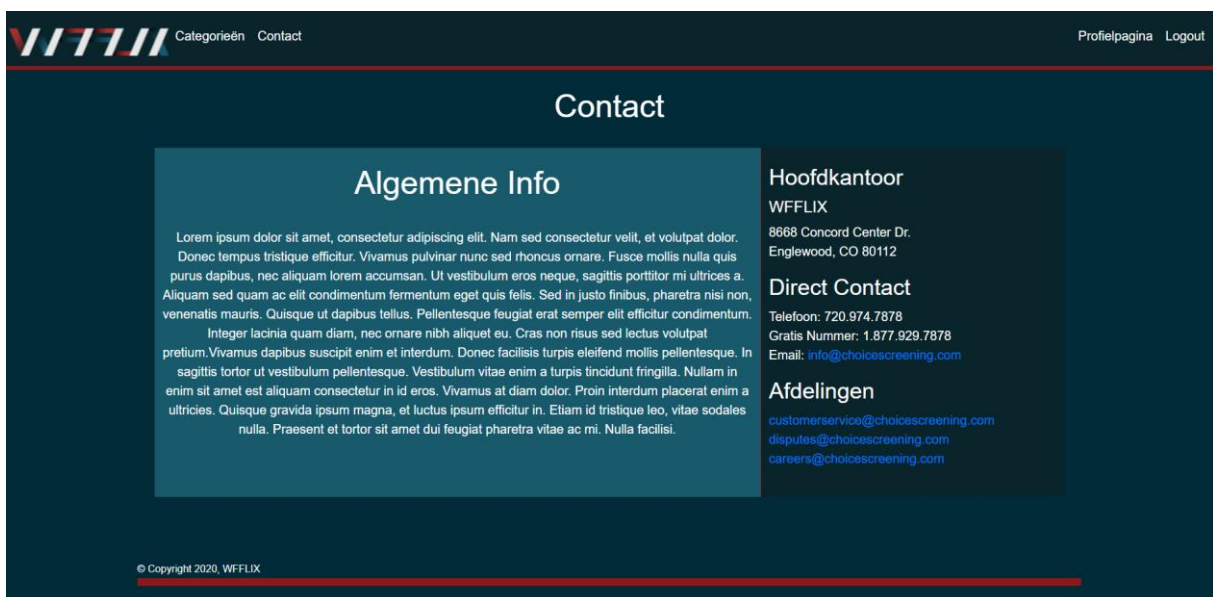 WFFLIX
Categorieën Contact
Profielpagina Logout
Contact
Algemene Info
Lorem ipsum dolor sit amet, consectetur adipiscing elit. Nam sed consectetur velit, et volutpat dolor.
Donec tempus tristique efficitur. Vivamus pulvinar nunc sed rhoncus ornare. Fusce mollis nulla quis
purus dapibus, nec aliquam lorem accumsan. Ut vestibulum eros neque, sagittis porttitor mi ultrices a.
Aliquam sed quam ac elit condimentum fermentum eget quis felis. Sed in justo finibus, pharetra nisi non,
venenatis mauris. Quisque ut dapibus tellus. Pellentesque feugiat erat semper elit efficitur condimentum.
Integer lacinia quam diam, nec ornare nibh aliquet eu. Cras non risus sed lectus volutpat
pretium.Vivamus dapibus suscipit enim et interdum. Donec facilisis turpis eleifend mollis pellentesque. In
sagittis tortor ut vestibulum pellentesque. Vestibulum vitae enim a turpis tincidunt fringilla. Nullam in
enim sit amet est aliquam consectetur in id eros. Vivamus at diam dolor. Proin interdum placerat enim a
ultricies. Quisque gravida ipsum magna, et luctus ipsum efficitur in. Etiam id tristique leo, vitae sodales
nulla. Praesent et tortor sit amet dui feugiat pharetra vitae ac mi. Nulla facilisi.
Hoofdkantoor
WFFLIX
8668 Concord Center Dr.
Englewood, CO 80112
Direct Contact
Telefoon: 720.974.7878
Gratis Nummer: 1.877.929.7878
Email: info@choicescreening.com
Afdelingen
customerservice@choicescreening.com
disputes@choicescreening.com
careers@choicescreening.com
© Copyright 2020, WFFLIX